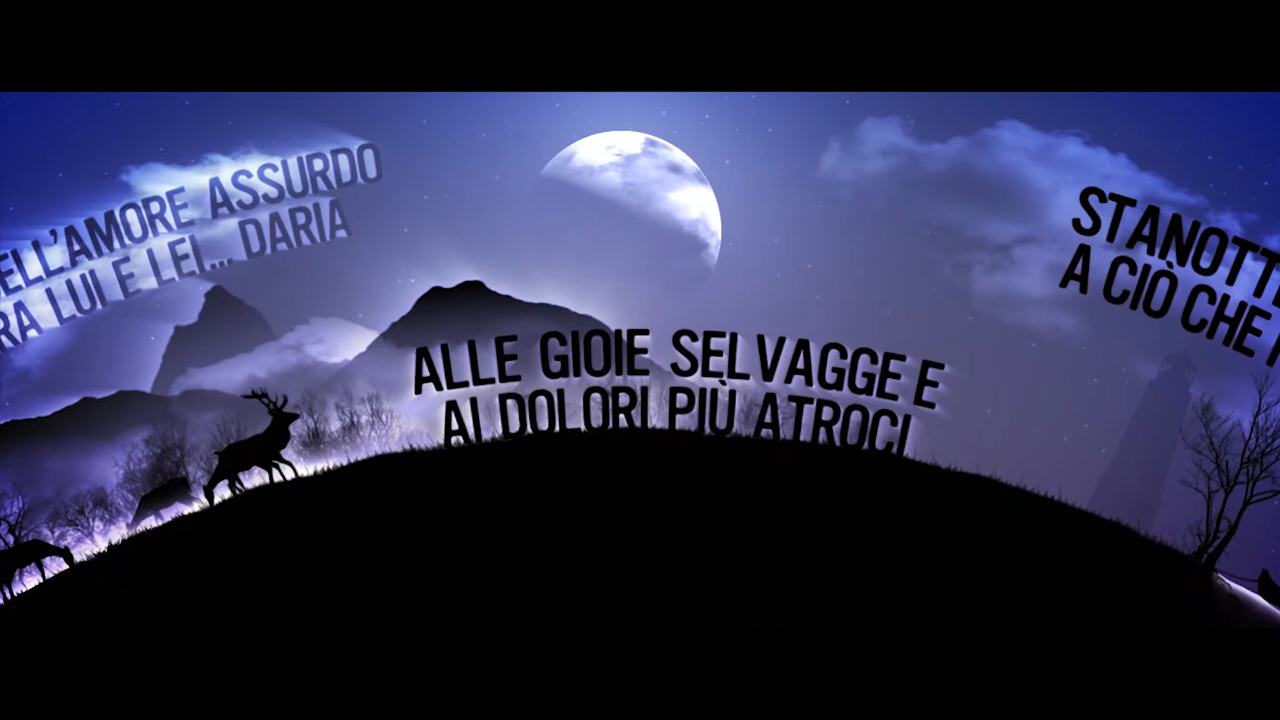 ELL'AMORE ASSURDO
RA LUI E LEI... DARIA
ALLE GIOIE SELVAGGE E
AI DOLORI PIÙ ATROCI
STANOTT
A CIÒ CHE